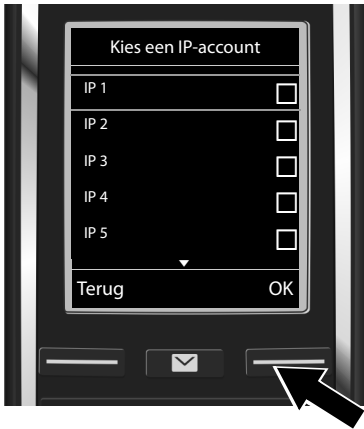 Kies een IP-account
IP 1
IP 2
IP 3
IP 4
IP 5
Terug OK